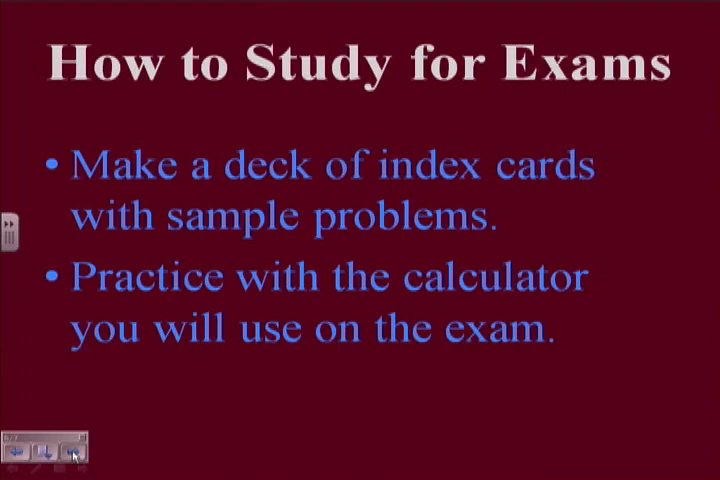 How to Study for Exams
• Make a deck of index cards
with sample problems.
• Practice with the calculator
you will use on the exam.